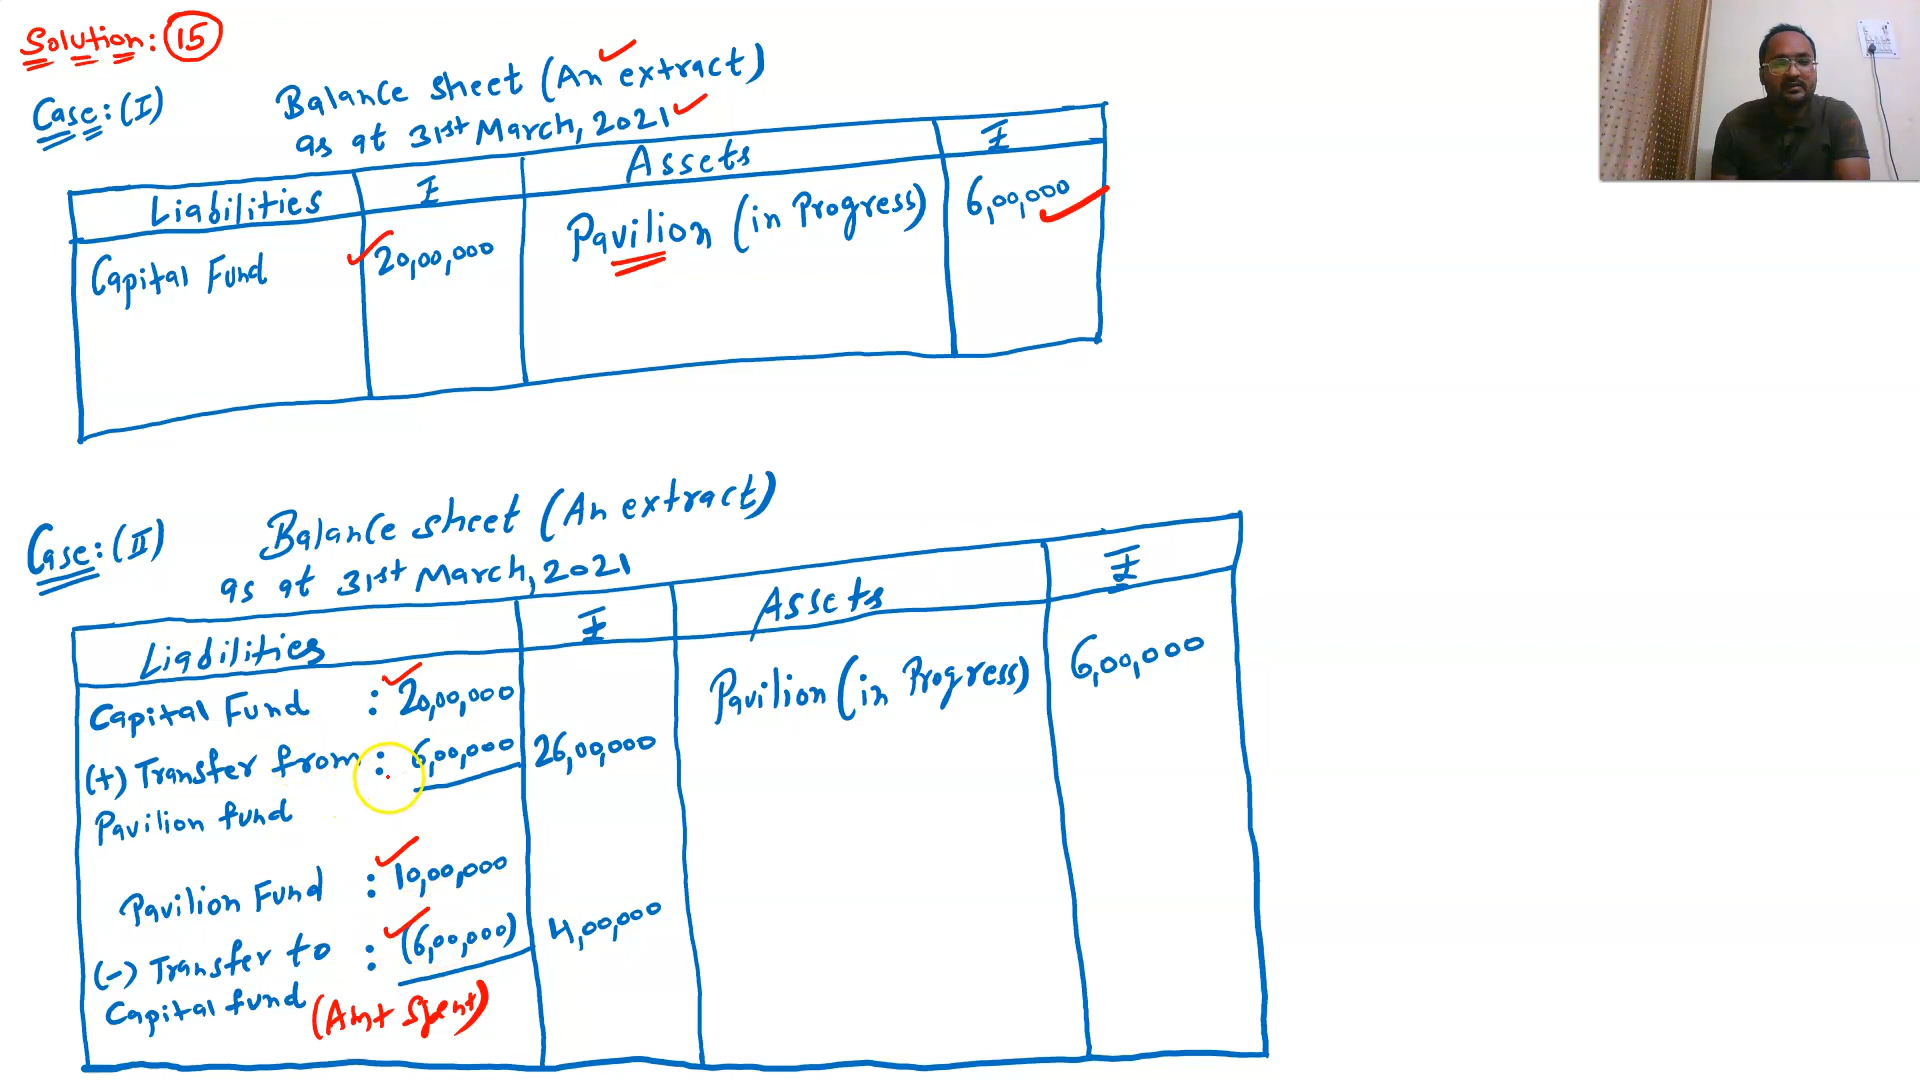 Solution: 15
Case: (I)
Balance sheet (An extract)
as at 31st March, 2021
Liabilities ₹ Assets ₹
Capital Fund 20,00,000 Pavilion (in Progress) 6,00,000
Case: (II)
Balance sheet (An extract)
as at 31st March, 2021
Liabilities ₹ Assets ₹
Capital Fund : 20,00,000 Pavilion (in Progress) 6,00,000
(+) Transfer from : 6,00,000 26,00,000
Pavilion fund
Pavilion Fund : 10,00,000
(-) Transfer to : (6,00,000) 4,00,000
Capital fund (Amt Spent)